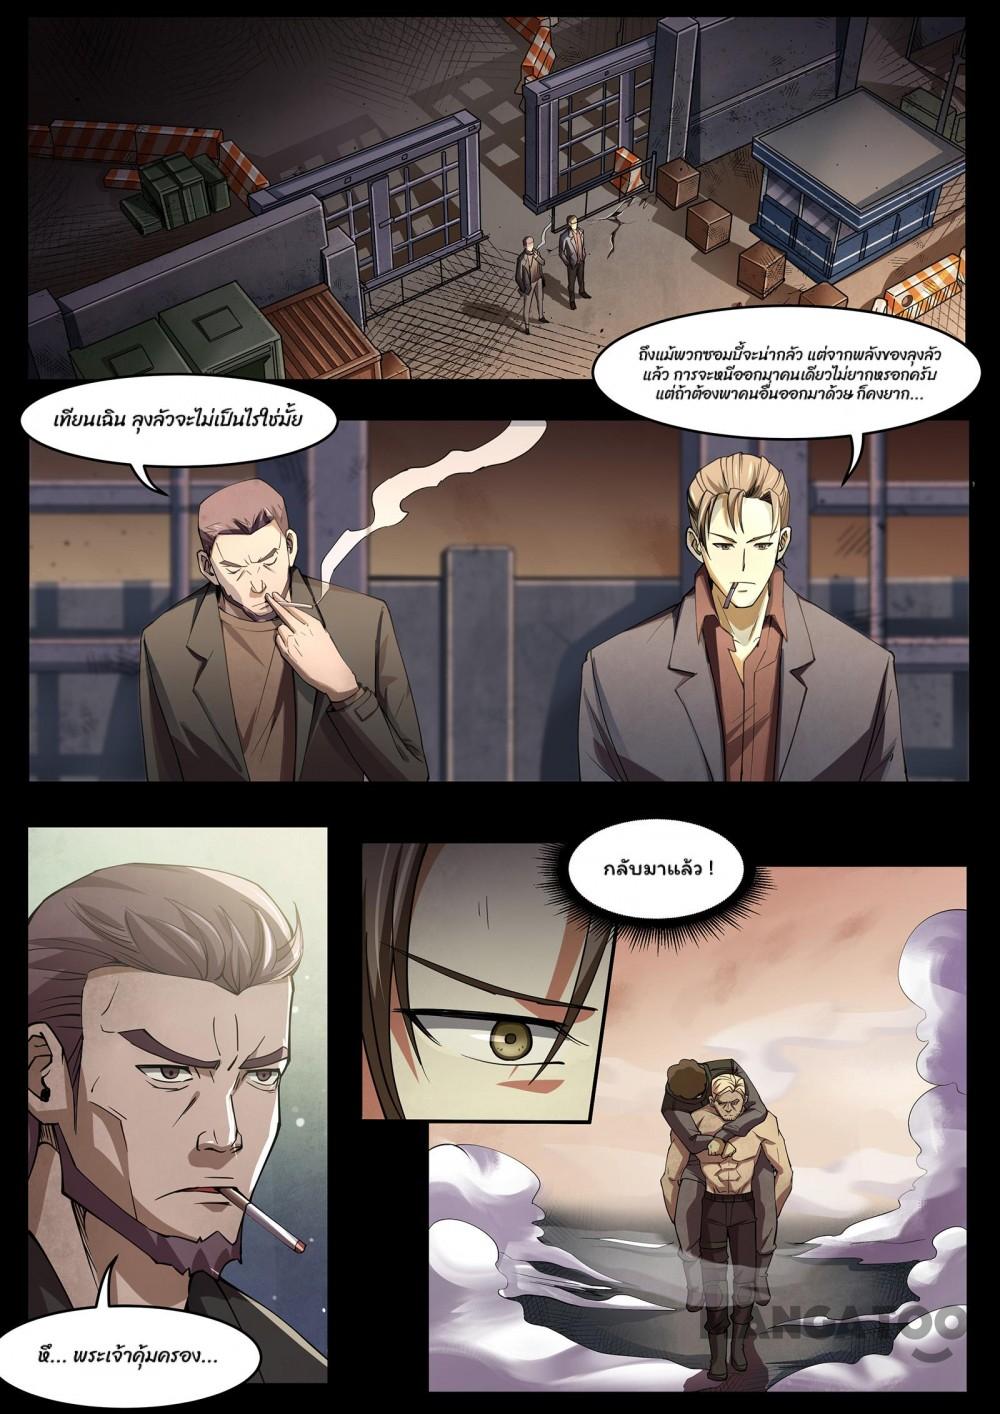 เทียนเฉิน ลุงลัวจะไม่เป็นไรใช่มั้ย
ถึงแม้พวกซอมบี้จะน่ากลัว แต่จากพลังของลุงลัว
แล้ว การจะหนีออกมาคนเดียวไม่ยากหรอกครับ
แต่ถ้าต้องพาคนอื่นออกมาด้วย ก็คงยาก...
กลับมาแล้ว !
หึ... พระเจ้าคุ้มครอง...
MANGATOON